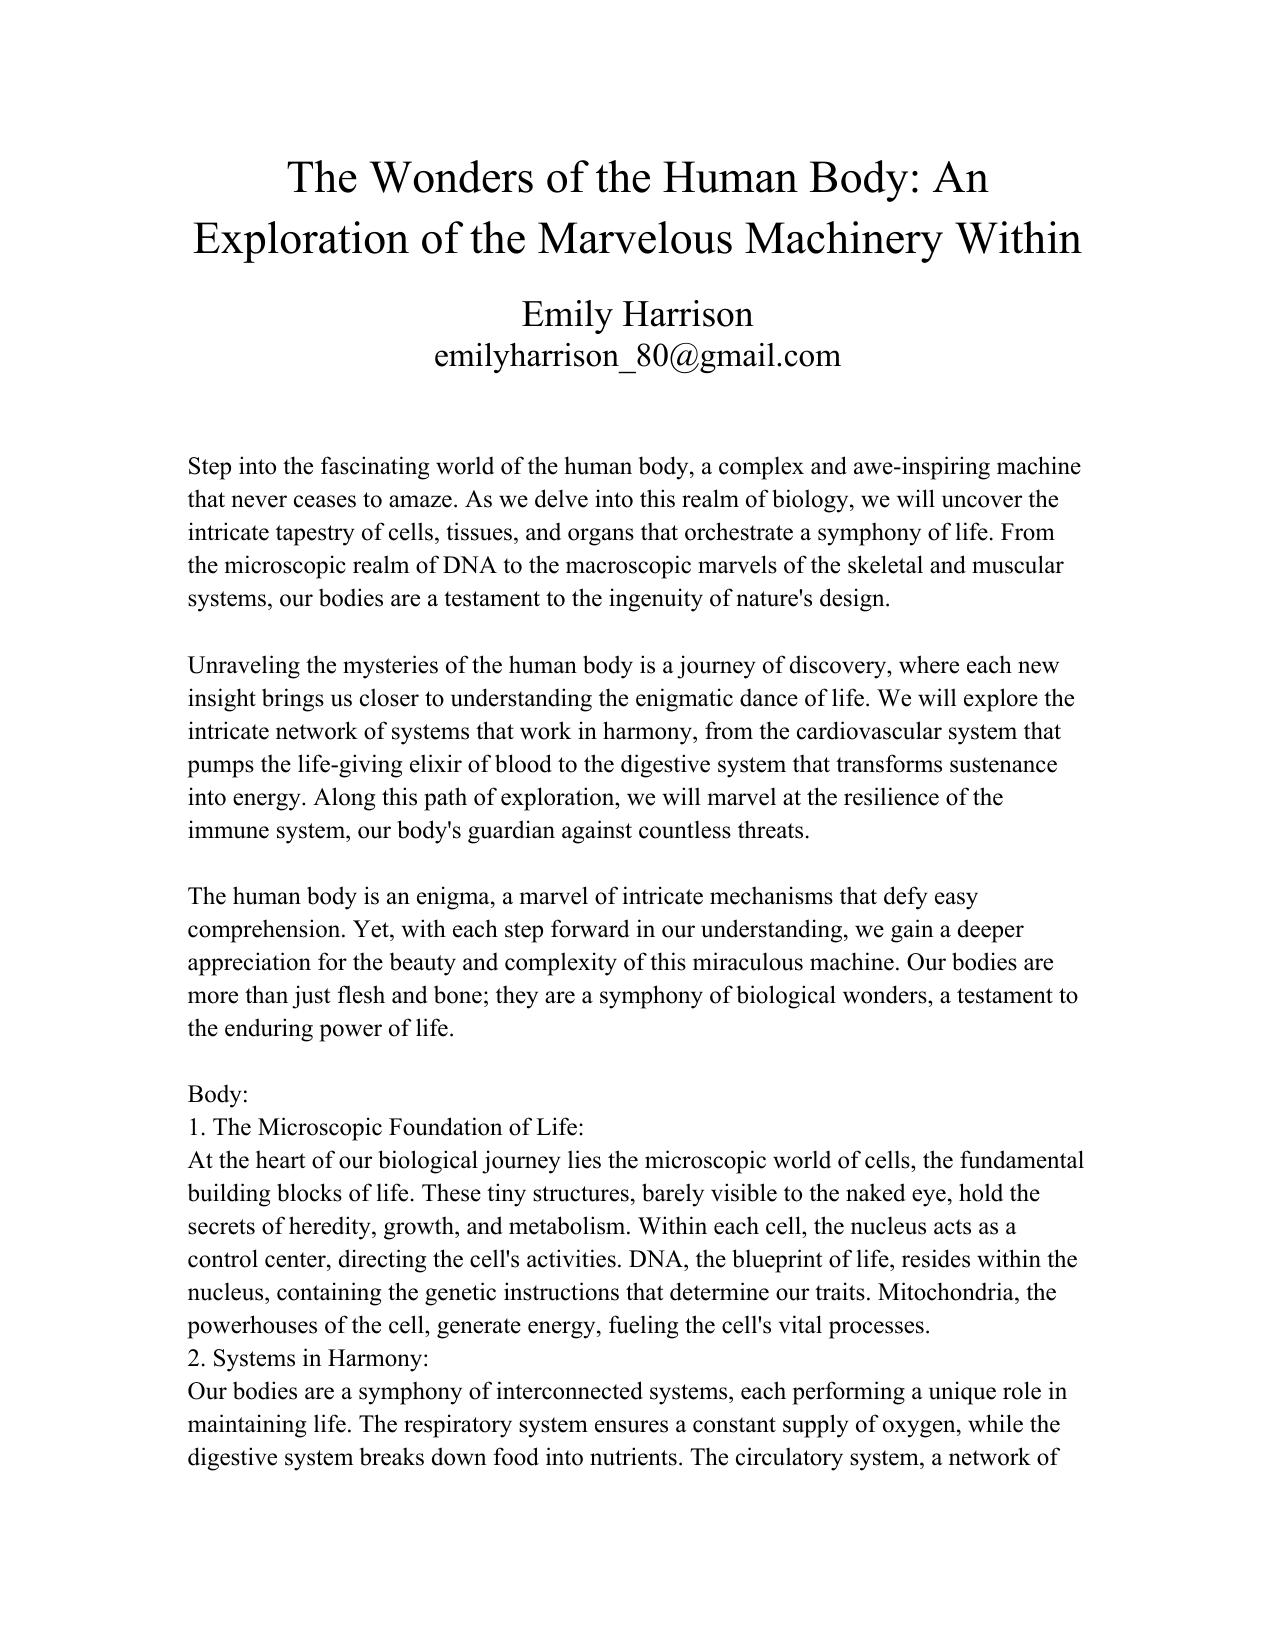 The Wonders of the Human Body: An
Exploration of the Marvelous Machinery Within
Emily Harrison
emilyharrison_80@gmail.com
Step into the fascinating world of the human body, a complex and awe-inspiring machine
that never ceases to amaze. As we delve into this realm of biology, we will uncover the
intricate tapestry of cells, tissues, and organs that orchestrate a symphony of life. From
the microscopic realm of DNA to the macroscopic marvels of the skeletal and muscular
systems, our bodies are a testament to the ingenuity of nature's design.
Unraveling the mysteries of the human body is a journey of discovery, where each new
insight brings us closer to understanding the enigmatic dance of life. We will explore the
intricate network of systems that work in harmony, from the cardiovascular system that
pumps the life-giving elixir of blood to the digestive system that transforms sustenance
into energy. Along this path of exploration, we will marvel at the resilience of the
immune system, our body's guardian against countless threats.
The human body is an enigma, a marvel of intricate mechanisms that defy easy
comprehension. Yet, with each step forward in our understanding, we gain a deeper
appreciation for the beauty and complexity of this miraculous machine. Our bodies are
more than just flesh and bone; they are a symphony of biological wonders, a testament to
the enduring power of life.
Body:
1. The Microscopic Foundation of Life:
At the heart of our biological journey lies the microscopic world of cells, the fundamental
building blocks of life. These tiny structures, barely visible to the naked eye, hold the
secrets of heredity, growth, and metabolism. Within each cell, the nucleus acts as a
control center, directing the cell's activities. DNA, the blueprint of life, resides within the
nucleus, containing the genetic instructions that determine our traits. Mitochondria, the
powerhouses of the cell, generate energy, fueling the cell's vital processes.
2. Systems in Harmony:
Our bodies are a symphony of interconnected systems, each performing a unique role in
maintaining life. The respiratory system ensures a constant supply of oxygen, while the
digestive system breaks down food into nutrients. The circulatory system, a network of